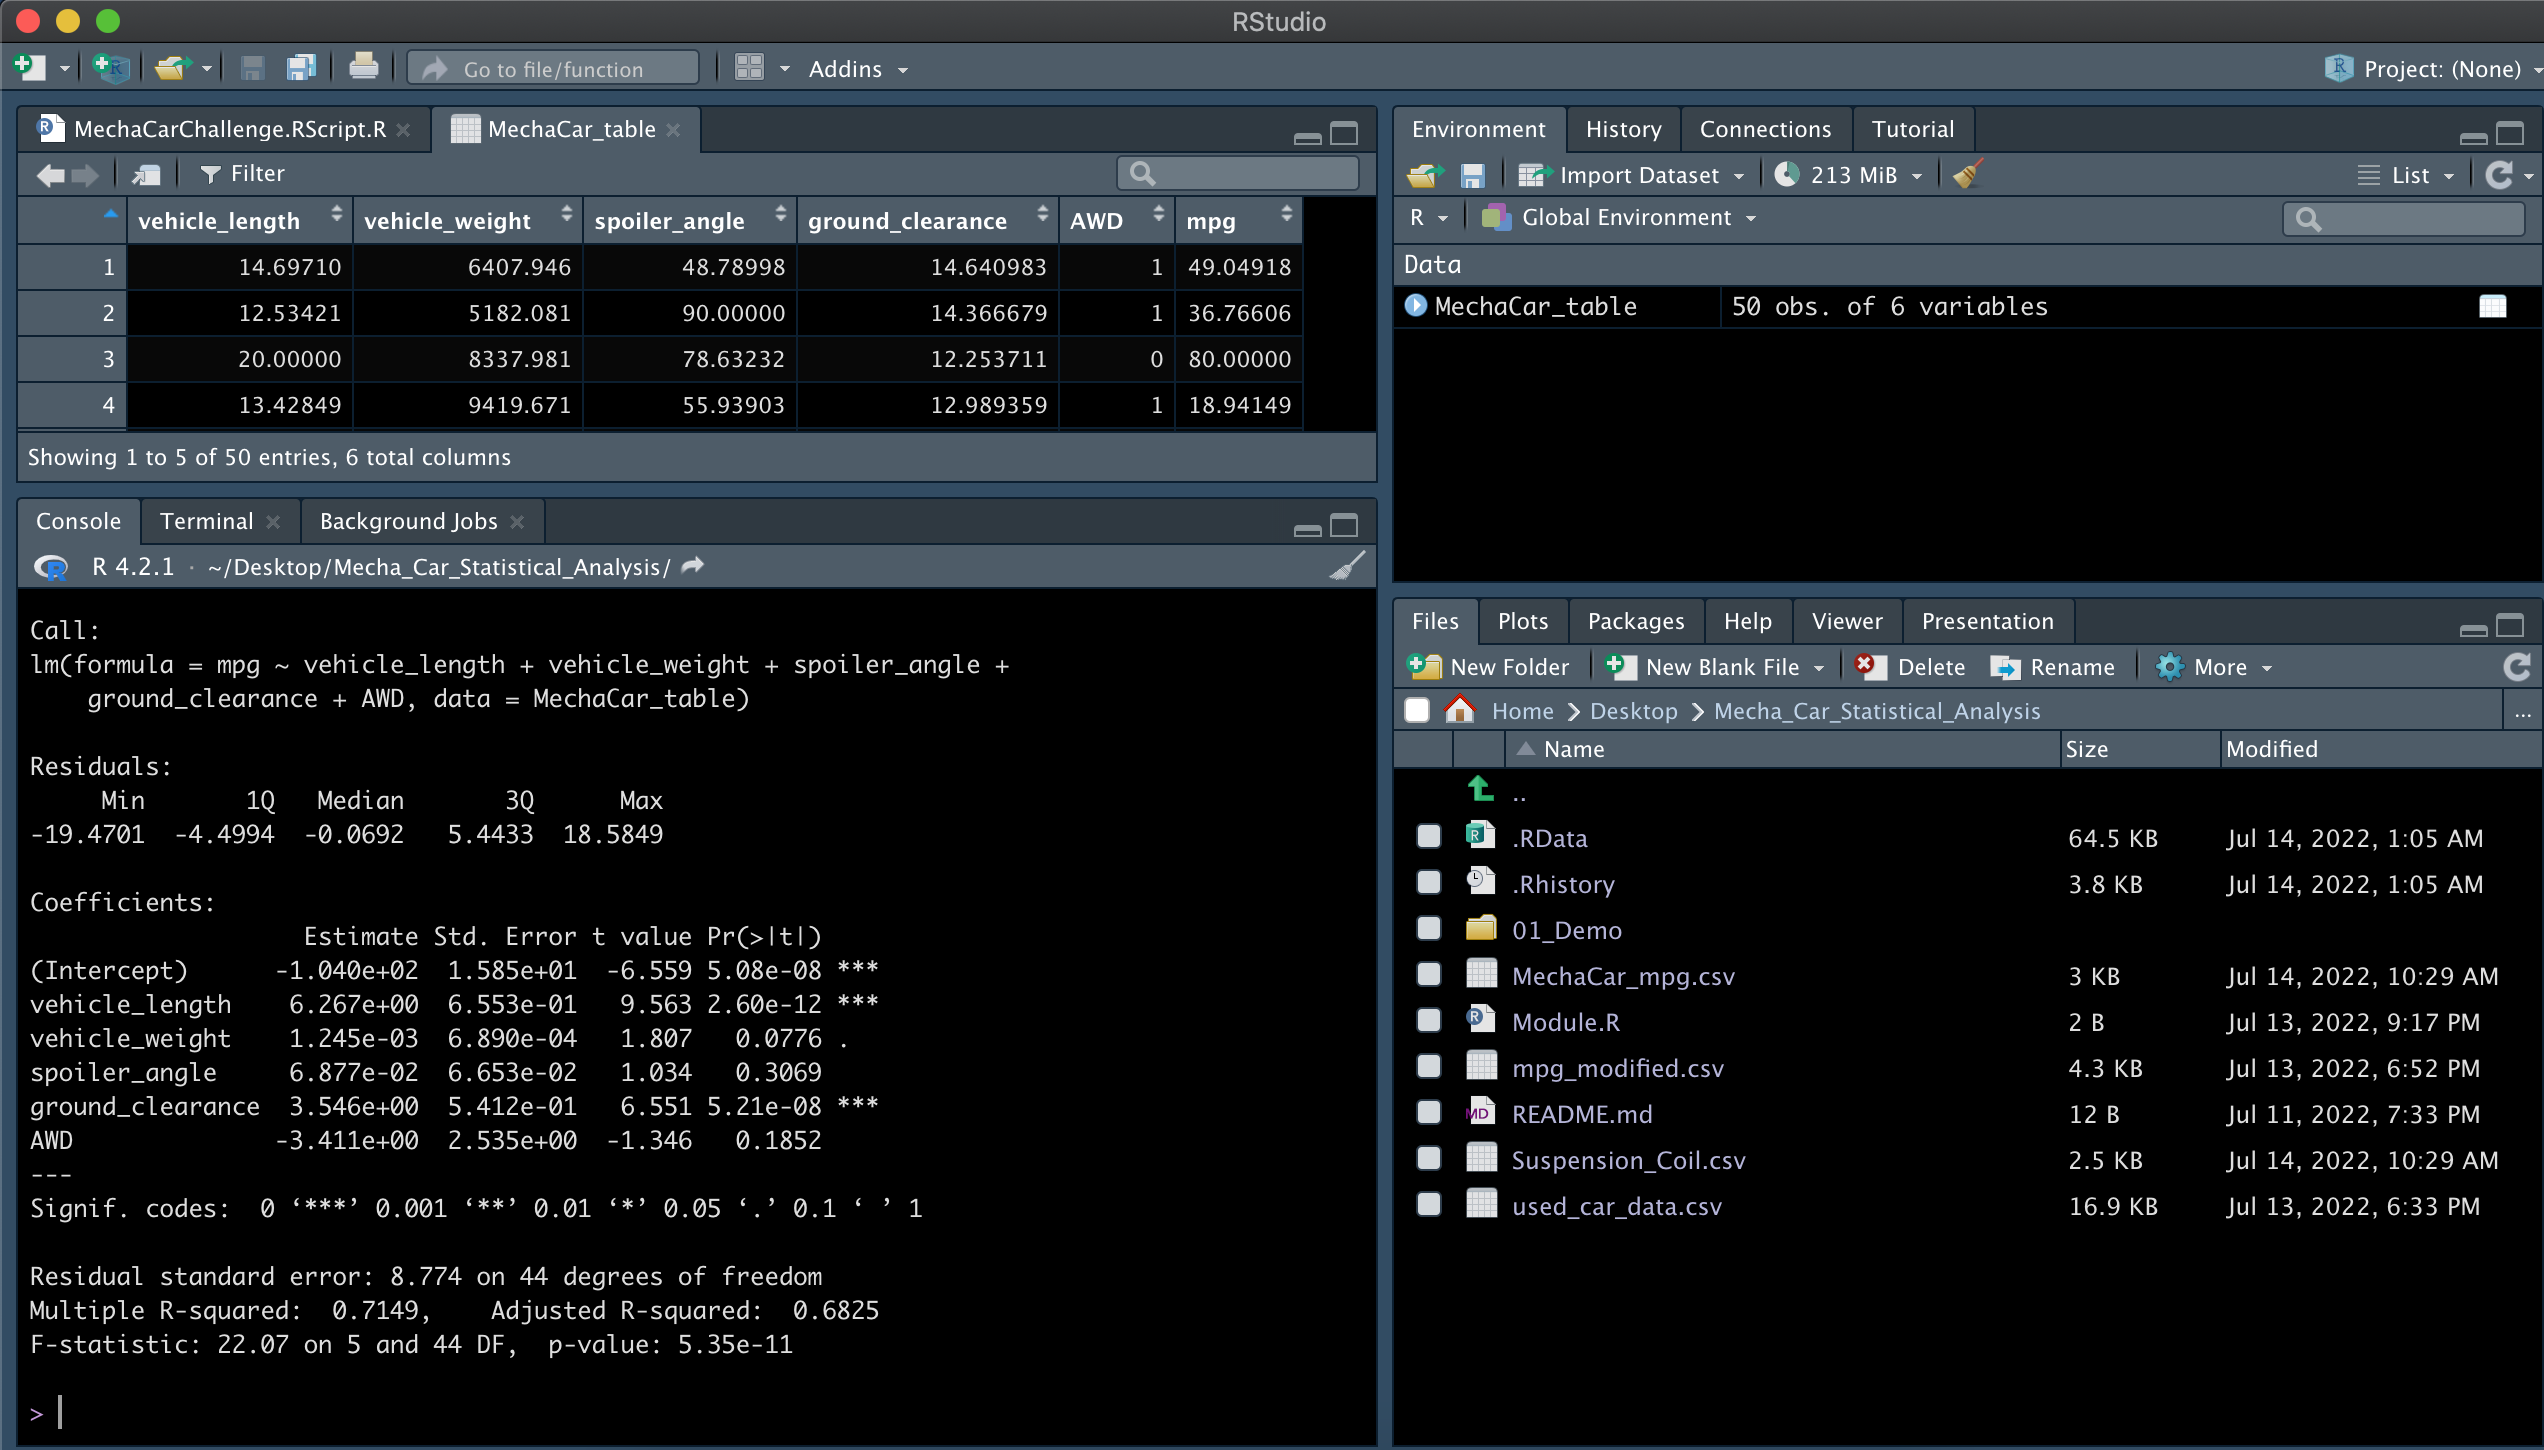 RStudio
Go to file/function
Addins
Project: (None)
MechaCarChallenge.RScript.R
MechaCar_table
Filter
vehicle_length vehicle_weight spoiler_angle ground_clearance AWD mpg
1 14.69710 6407.946 48.78998 14.640983 1 49.04918
2 12.53421 5182.081 90.00000 14.366679 1 36.76606
3 20.00000 8337.981 78.63232 12.253711 0 80.00000
4 13.42849 9419.671 55.93903 12.989359 1 18.94149
Showing 1 to 5 of 50 entries, 6 total columns
Console Terminal Background Jobs
R 4.2.1 · ~/Desktop/Mecha_Car_Statistical_Analysis/
Call:
lm(formula = mpg ~ vehicle_length + vehicle_weight + spoiler_angle +
    ground_clearance + AWD, data = MechaCar_table)
Residuals:
     Min       1Q   Median       3Q      Max
-19.4701  -4.4994  -0.0692   5.4433  18.5849
Coefficients:
                   Estimate Std. Error t value Pr(>|t|)
(Intercept)      -1.040e+02  1.585e+01  -6.559 5.08e-08 ***
vehicle_length    6.267e+00  6.553e-01   9.563 2.60e-12 ***
vehicle_weight    1.245e-03  6.890e-04   1.807   0.0776 .
spoiler_angle     6.877e-02  6.653e-02   1.034   0.3069
ground_clearance  3.546e+00  5.412e-01   6.551 5.21e-08 ***
AWD              -3.411e+00  2.535e+00  -1.346   0.1852
---
Signif. codes:  0 ‘***’ 0.001 ‘**’ 0.01 ‘*’ 0.05 ‘.’ 0.1 ‘ ’ 1
Residual standard error: 8.774 on 44 degrees of freedom
Multiple R-squared:  0.7149,    Adjusted R-squared:  0.6825
F-statistic: 22.07 on 5 and 44 DF,  p-value: 5.35e-11
>
Environment History Connections Tutorial
Import Dataset 213 MiB List
R Global Environment
Data
MechaCar_table 50 obs. of 6 variables
Files Plots Packages Help Viewer Presentation
New Folder New Blank File Delete Rename More
Home Desktop Mecha_Car_Statistical_Analysis ...
Name Size Modified
..
.RData 64.5 KB Jul 14, 2022, 1:05 AM
.Rhistory 3.8 KB Jul 14, 2022, 1:05 AM
01_Demo
MechaCar_mpg.csv 3 KB Jul 14, 2022, 10:29 AM
Module.R 2 B Jul 13, 2022, 9:17 PM
mpg_modified.csv 4.3 KB Jul 13, 2022, 6:52 PM
MD README.md 12 B Jul 11, 2022, 7:33 PM
Suspension_Coil.csv 2.5 KB Jul 14, 2022, 10:29 AM
used_car_data.csv 16.9 KB Jul 13, 2022, 6:33 PM